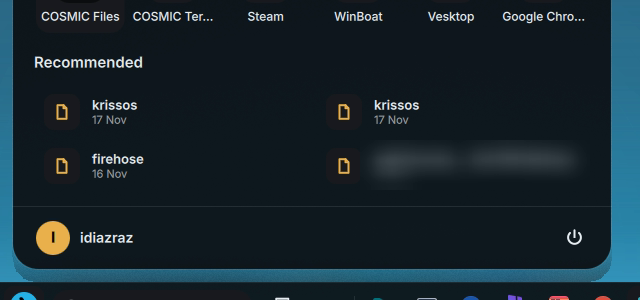 COSMIC Files COSMIC Ter... Steam WinBoat Vesktop Google Chro...
Recommended
krissos krissos
17 Nov 17 Nov
firehose
16 Nov
I idiazraz